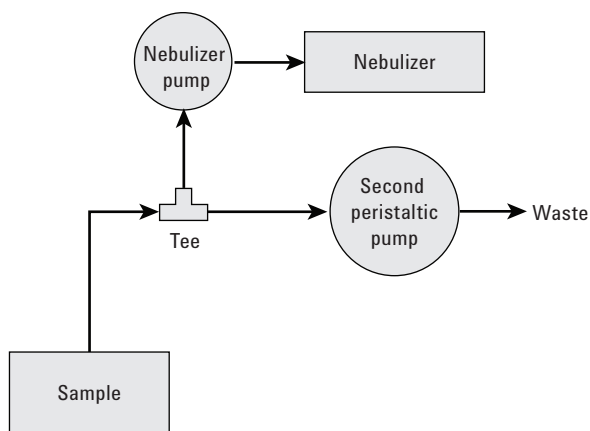 Nebulizer
pump
Nebulizer
Second
peristaltic
pump
Waste
Tee
Sample